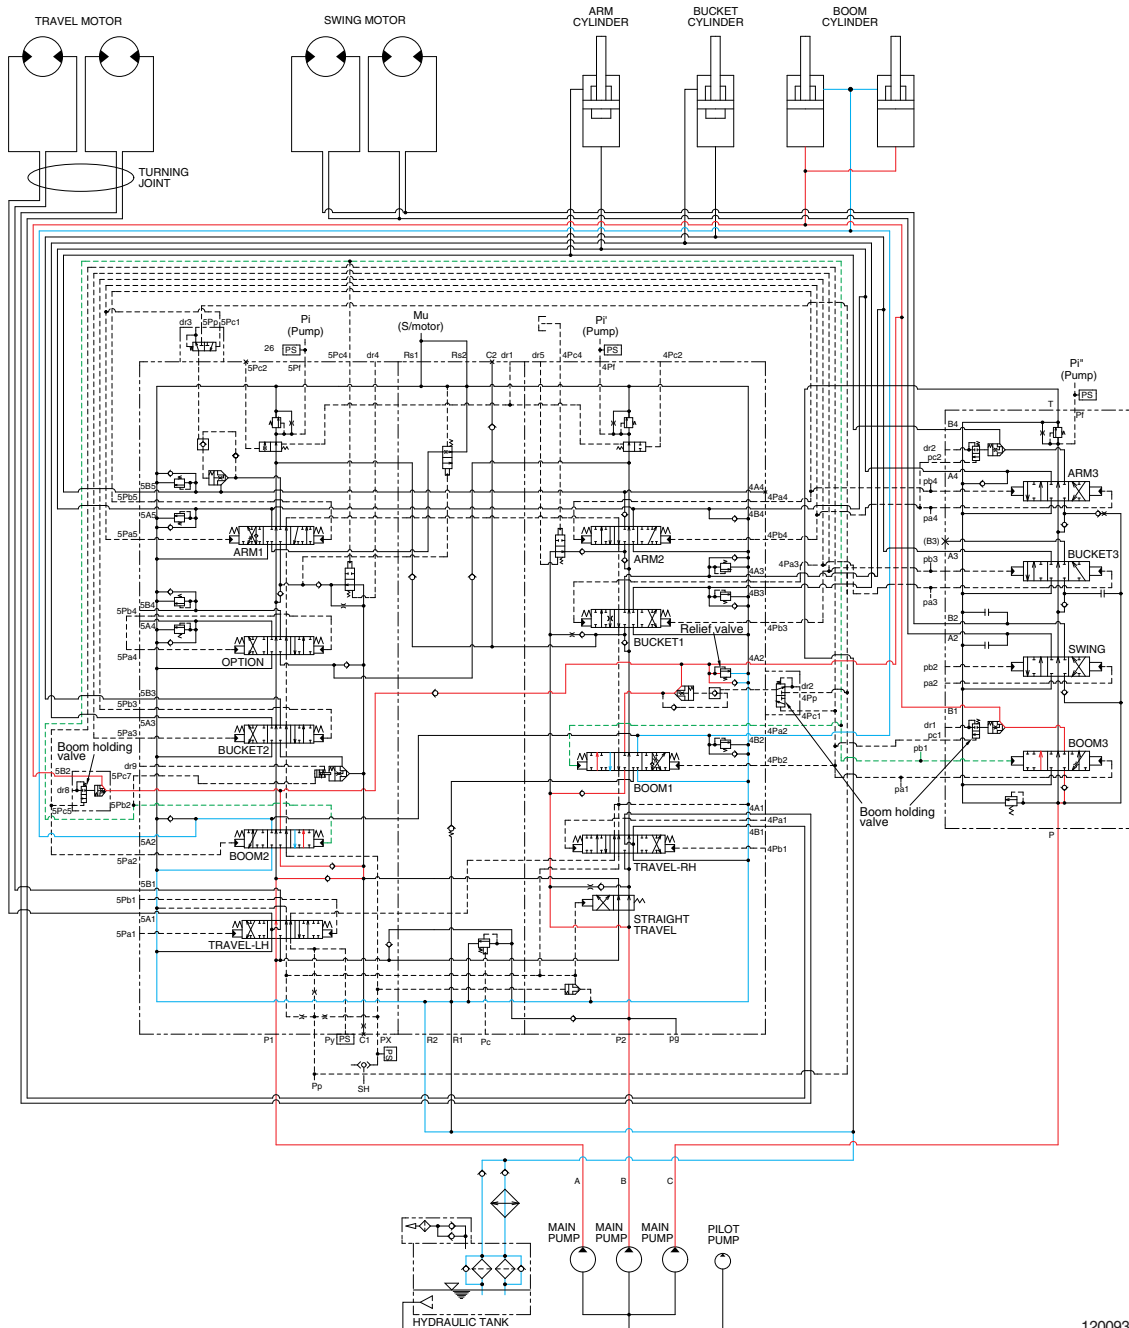 TRAVEL MOTOR
SWING MOTOR
ARM
CYLINDER
BUCKET
CYLINDER
BOOM
CYLINDER
TURNING
JOINT
dr3
5Pp
5Pc1
Pi
(Pump)
26
PS
5Pc2
5Pf
5Pc4
dr4
Mu
(S/motor)
Rs1
Rs2
C2
dr1
dr5
4Pc4
Pi'
(Pump)
PS
4Pf
4Pc2
Pi"
(Pump)
PS
Pf
T
B4
dr2
pc2
A4
ARM3
pb4
pa4
(B3)
A3
BUCKET3
pb3
pa3
B2
A2
SWING
pb2
pa2
B1
dr1
pc1
pb1
BOOM3
pa1
P
5B5
5Pb5
5A5
5Pa5
ARM1
4A4
4Pa4
4B4
4Pb4
ARM2
5B4
5Pb4
5A4
5Pa4
OPTION
4A3
4Pa3
4B3
4Pb3
BUCKET1
Relief valve
4A2
dr2
4Pp
4Pc1
5B3
5Pb3
5A3
5Pa3
BUCKET2
Boom holding
valve
5B2
dr9
5Pc7
dr8
5Pc5
5Pb2
4Pa2
4B2
4Pb2
BOOM1
Boom holding
valve
5A2
5Pa2
BOOM2
4A1
4Pa1
4B1
4Pb1
TRAVEL-RH
5B1
5Pb1
5A1
5Pa1
TRAVEL-LH
STRAIGHT
TRAVEL
P1
Py
PS
C1
PX
PS
R2
R1
Pc
P2
pg
Pp
SH
A
B
C
MAIN
PUMP
MAIN
PUMP
MAIN
PUMP
PILOT
PUMP
HYDRAULIC TANK
120093